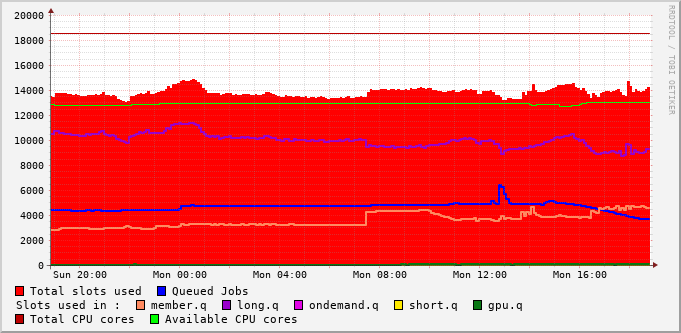 20000
18000
16000
14000
12000
10000
8000
6000
4000
2000
0
Sun 20:00 Mon 00:00 Mon 04:00 Mon 08:00 Mon 12:00 Mon 16:00
Total slots used Queued Jobs
Slots used in : member.q long.q ondemand.q short.q gpu.q
Total CPU cores Available CPU cores
RRDTOOL / TOBI OETIKER